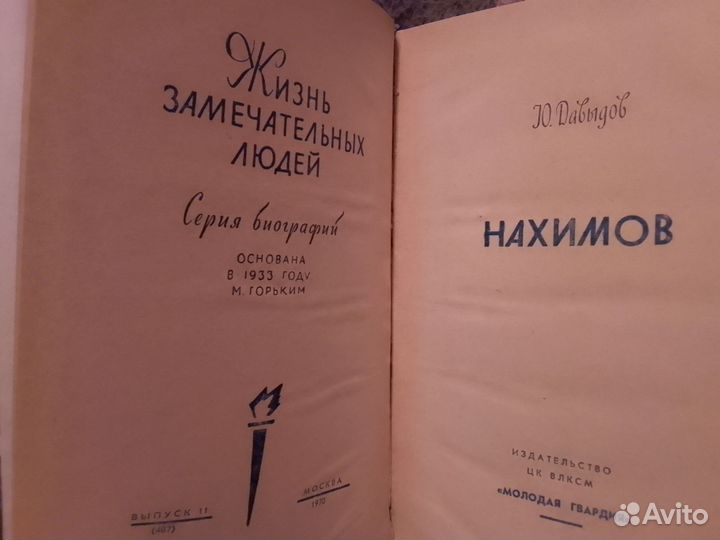 Жизнь
ЗАМЕЧАТЕЛЬНЫХ
ЛЮДЕЙ
Серия биографий
ОСНОВАНА
В 1933 ГОДУ
М. ГОРЬКИМ
ВЫПУСК 11
(487)
МОСКВА
1970
Ю. Давыдов
НАХИМОВ
ИЗДАТЕЛЬСТВО
ЦК ВЛКСМ
«МОЛОДАЯ ГВАРДИЯ»
Avito